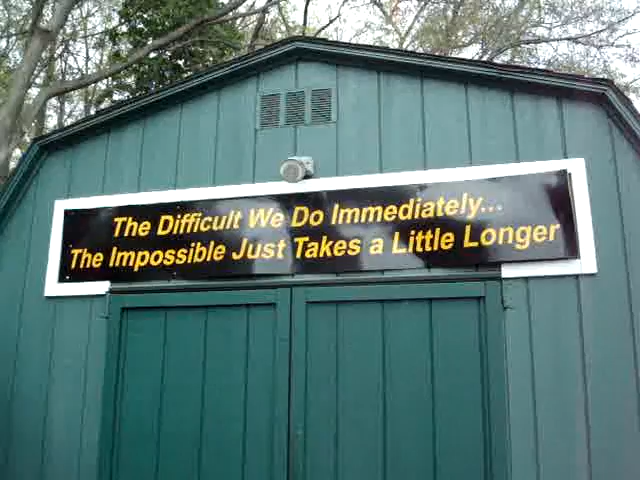 The Difficult We Do Immediately...
The Impossible Just Takes a Little Longer